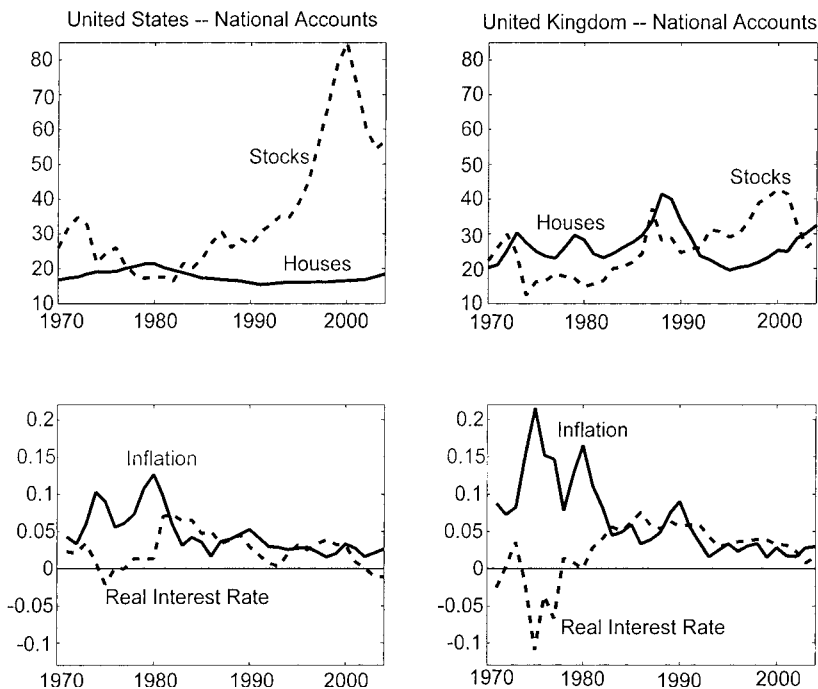 United States -- National Accounts
80
70
60
50
40
30
20
10
Stocks
Houses
1970 1980 1990 2000
United Kingdom -- National Accounts
80
70
60
50
40
30
20
10
Houses
Stocks
1970 1980 1990 2000
0.2
0.15
0.1
0.05
0
-0.05
-0.1
Inflation
Real Interest Rate
1970 1980 1990 2000
0.2
0.15
0.1
0.05
0
-0.05
-0.1
Inflation
Real Interest Rate
1970 1980 1990 2000